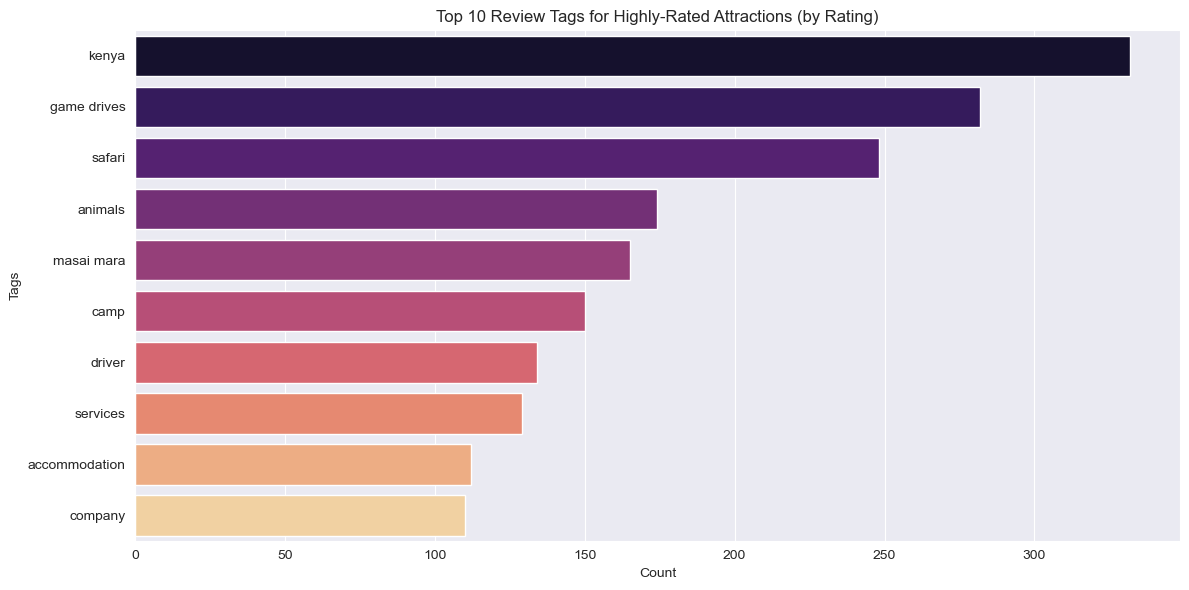 Top 10 Review Tags for Highly-Rated Attractions (by Rating)
kenya
game drives
safari
animals
masai mara
camp
driver
services
accommodation
company
Tags
0 50 100 150 200 250 300
Count